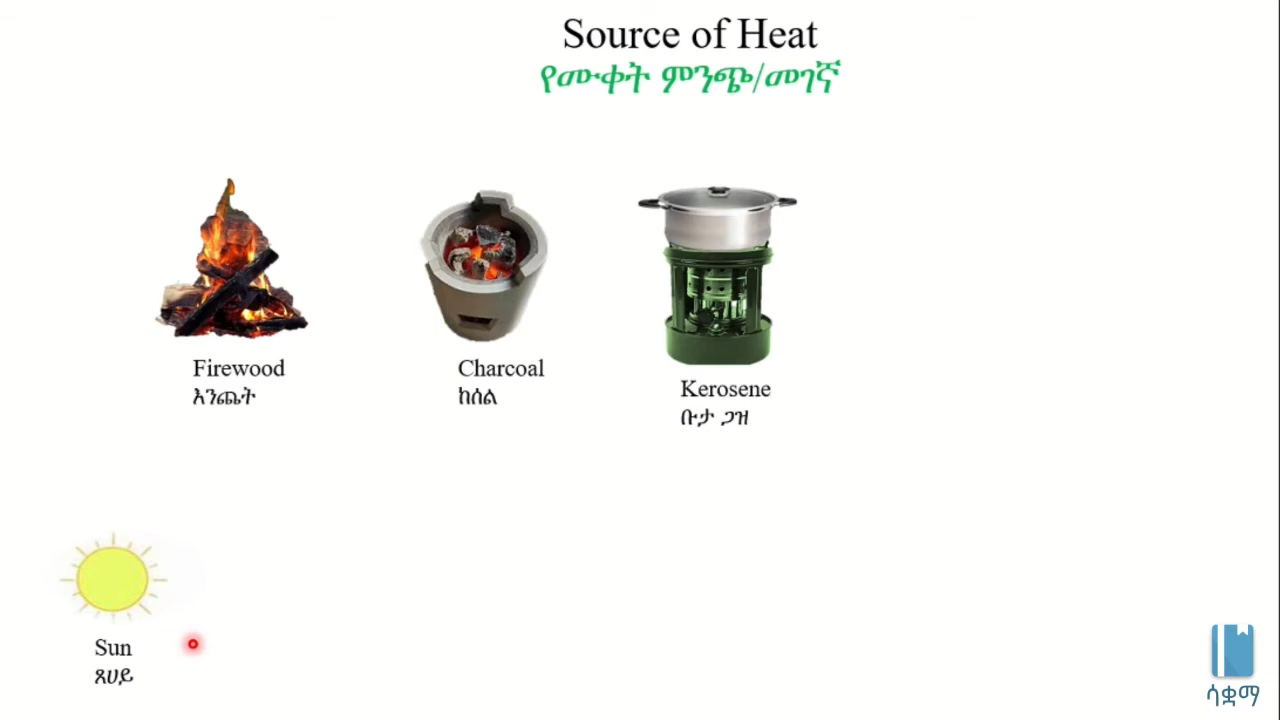 Source of Heat
የሙቀት ምንጭ/መገኛ
Firewood
እንጨት
Charcoal
ከሰል
Kerosene
ቡታ ጋዝ
Sun
ጸሀይ
ሳቋማ